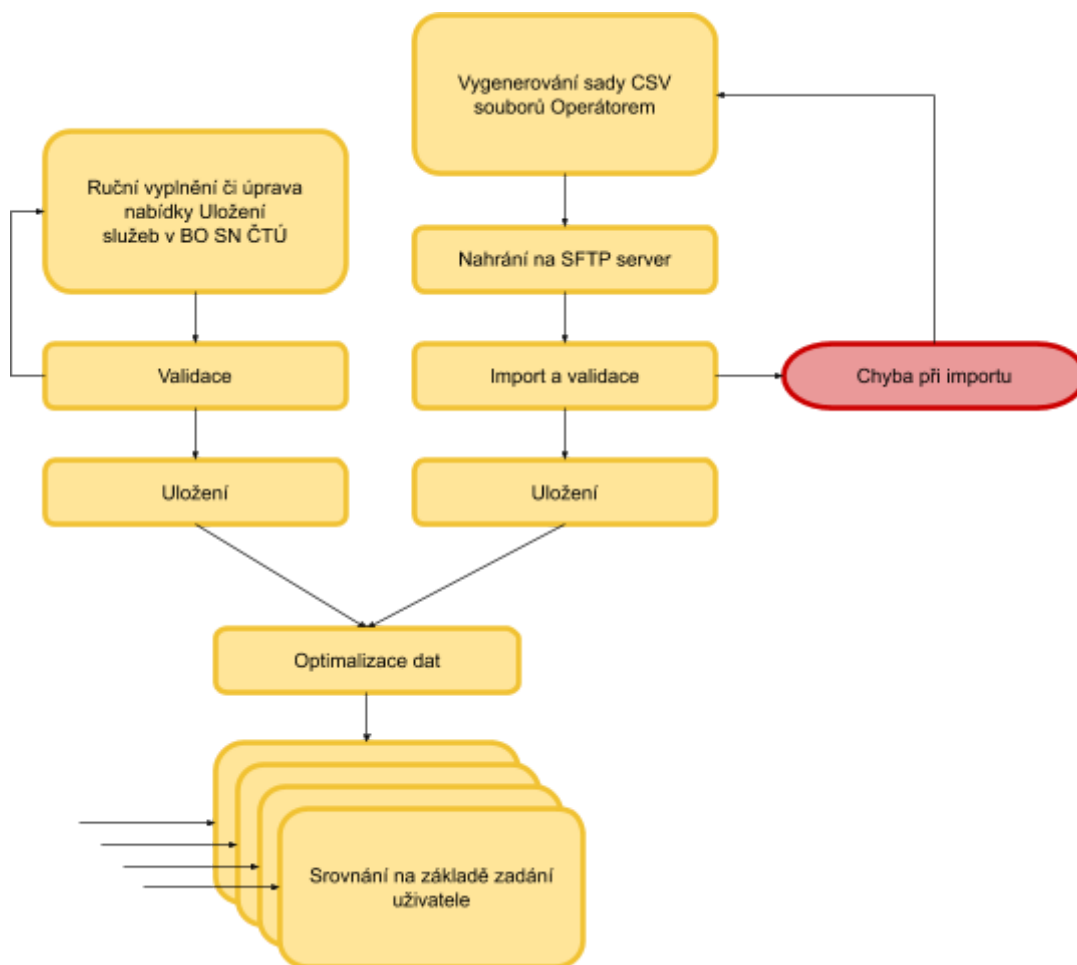 Vygenerování sady CSV
souborů Operátorem
Ruční vyplnění či úprava
nabídky Uložení
služeb v BO SN ČTÚ
Nahrání na SFTP server
Validace
Import a validace
Chyba při importu
Uložení
Uložení
Optimalizace dat
Srovnání na základě zadání
uživatele